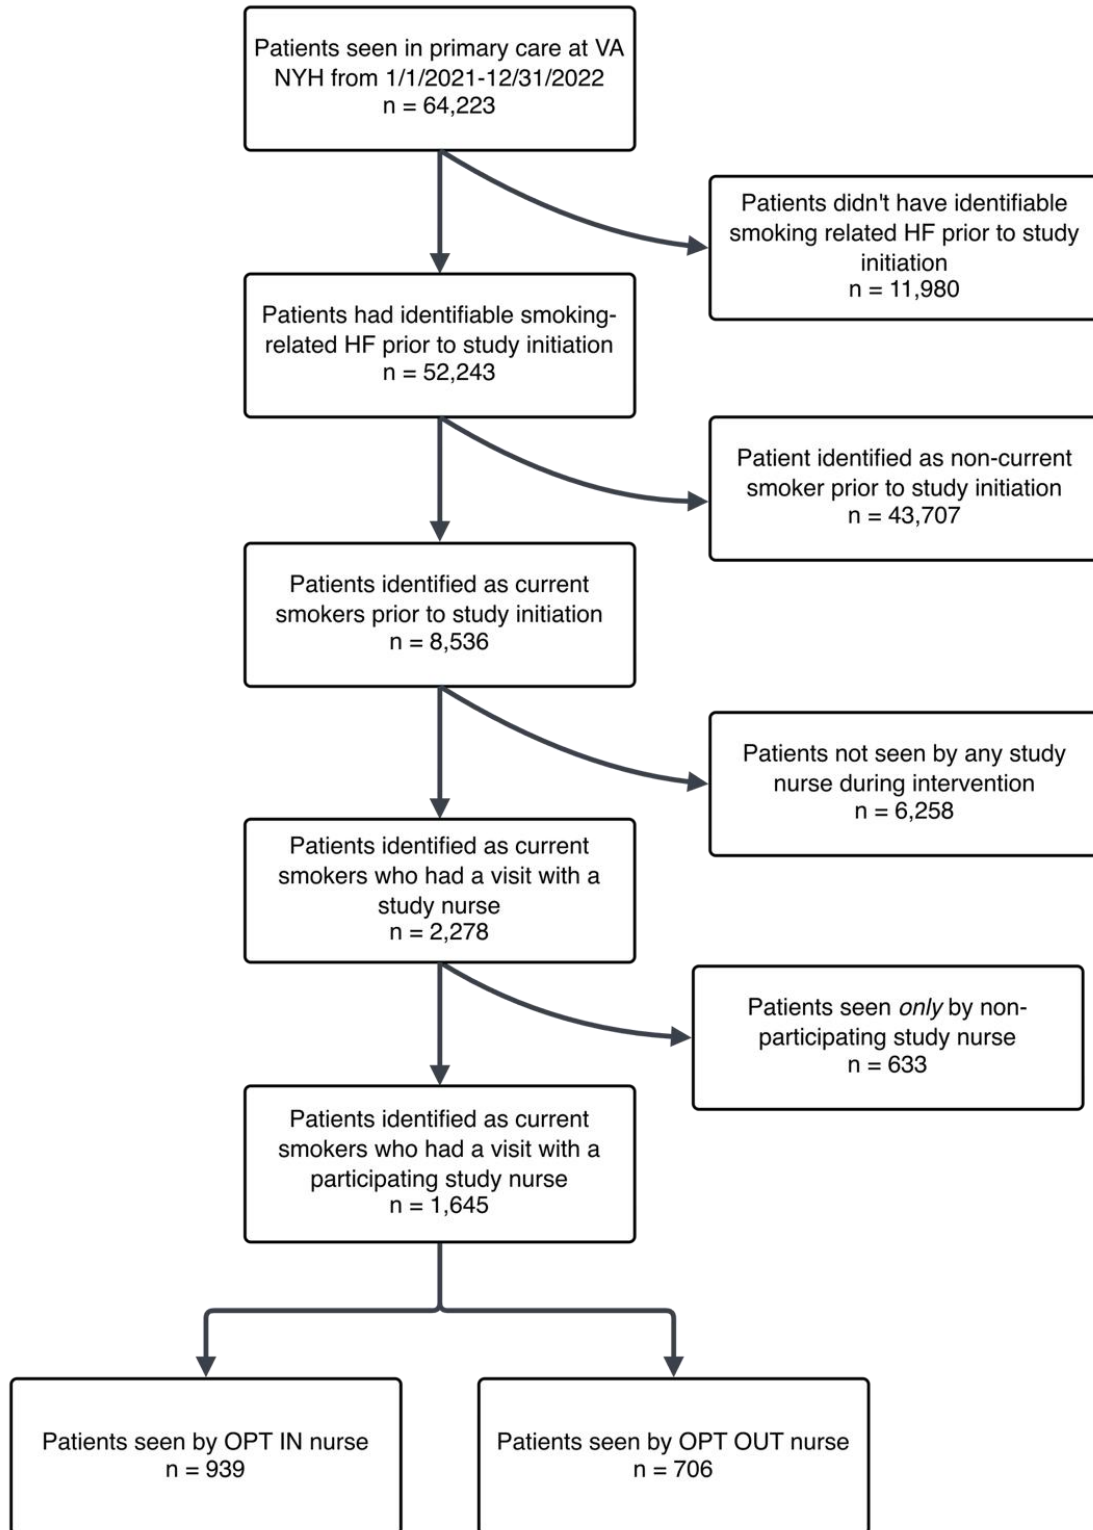 Patients seen in primary care at VA
NYH from 1/1/2021-12/31/2022
n = 64,223
Patients didn't have identifiable
smoking related HF prior to study
initiation
n = 11,980
Patients had identifiable smoking-
related HF prior to study initiation
n = 52,243
Patient identified as non-current
smoker prior to study initiation
n = 43,707
Patients identified as current
smokers prior to study initiation
n = 8,536
Patients not seen by any study
nurse during intervention
n = 6,258
Patients identified as current
smokers who had a visit with a
study nurse
n = 2,278
Patients seen only by non-
participating study nurse
n = 633
Patients identified as current
smokers who had a visit with a
participating study nurse
n = 1,645
Patients seen by OPT IN nurse
n = 939
Patients seen by OPT OUT nurse
n = 706